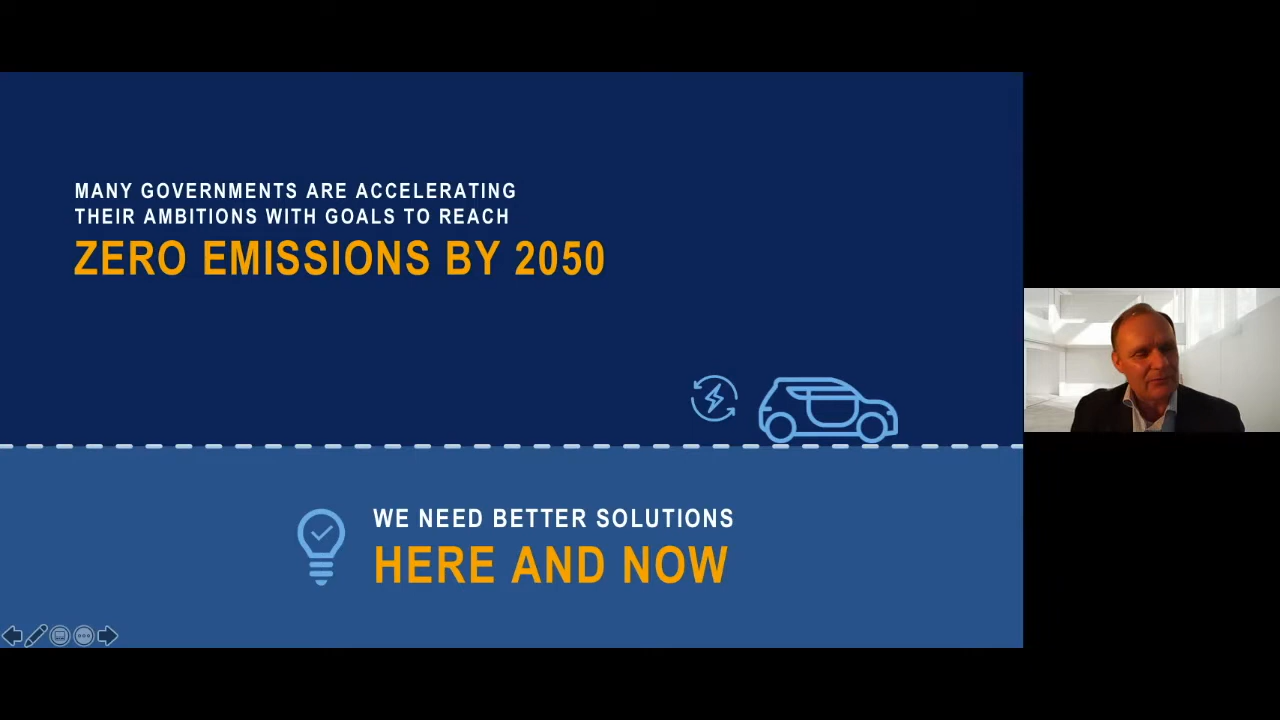 MANY GOVERNMENTS ARE ACCELERATING
THEIR AMBITIONS WITH GOALS TO REACH
ZERO EMISSIONS BY 2050
WE NEED BETTER SOLUTIONS
HERE AND NOW